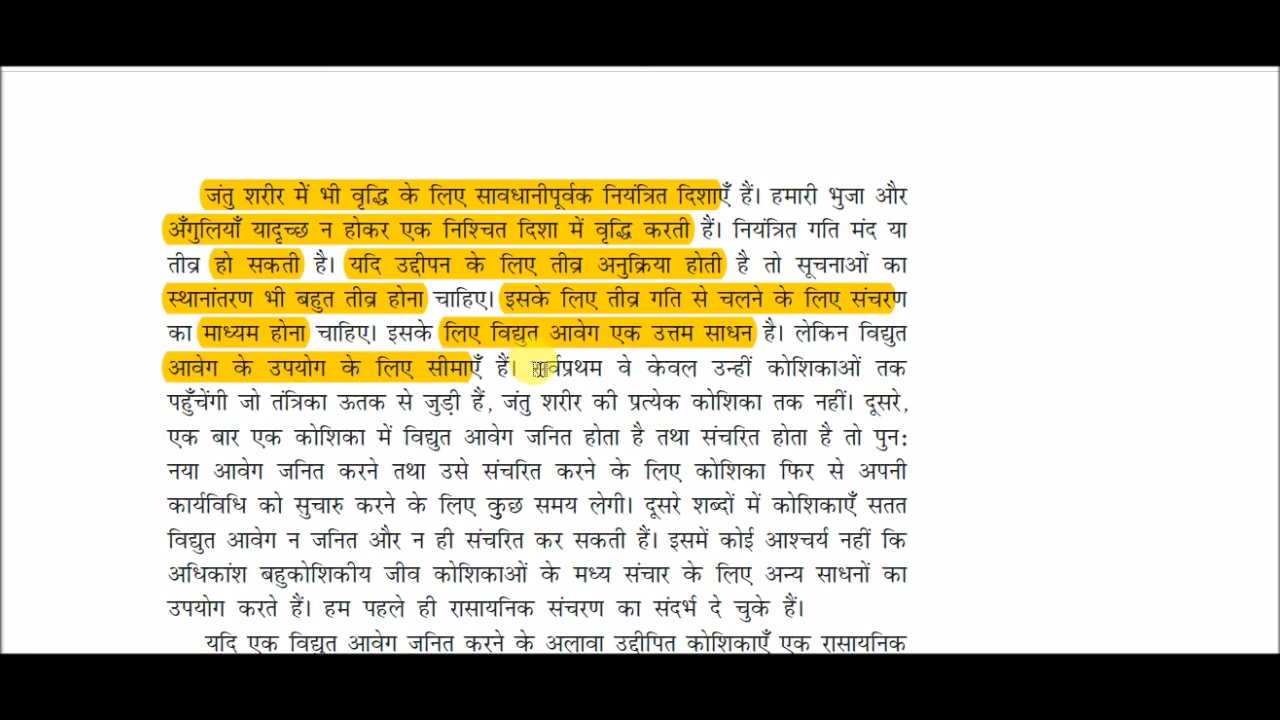 जंतु शरीर में भी वृद्धि के लिए सावधानीपूर्वक नियंत्रित दिशाएँ हैं। हमारी भुजा और
अँगुलियाँ यादृच्छ न होकर एक निश्चित दिशा में वृद्धि करती हैं। नियंत्रित गति मंद या
तीव्र हो सकती है। यदि उद्दीपन के लिए तीव्र अनुक्रिया होती है तो सूचनाओं का
स्थानांतरण भी बहुत तीव्र होना चाहिए। इसके लिए तीव्र गति से चलने के लिए संचरण
का माध्यम होना चाहिए। इसके लिए विद्युत आवेग एक उत्तम साधन है। लेकिन विद्युत
आवेग के उपयोग के लिए सीमाएँ हैं। सर्वप्रथम वे केवल उन्हीं कोशिकाओं तक
पहुँचेंगी जो तंत्रिका ऊतक से जुड़ी हैं, जंतु शरीर की प्रत्येक कोशिका तक नहीं। दूसरे,
एक बार एक कोशिका में विद्युत आवेग जनित होता है तथा संचरित होता है तो पुन:
नया आवेग जनित करने तथा उसे संचरित करने के लिए कोशिका फिर से अपनी
कार्यविधि को सुचारु करने के लिए कुछ समय लेगी। दूसरे शब्दों में कोशिकाएँ सतत
विद्युत आवेग न जनित और न ही संचरित कर सकती हैं। इसमें कोई आश्चर्य नहीं कि
अधिकांश बहुकोशिकीय जीव कोशिकाओं के मध्य संचार के लिए अन्य साधनों का
उपयोग करते हैं। हम पहले ही रासायनिक संचरण का संदर्भ दे चुके हैं।
यदि एक विद्युत आवेग जनित करने के अलावा उद्दीपित कोशिकाएँ एक रासायनिक